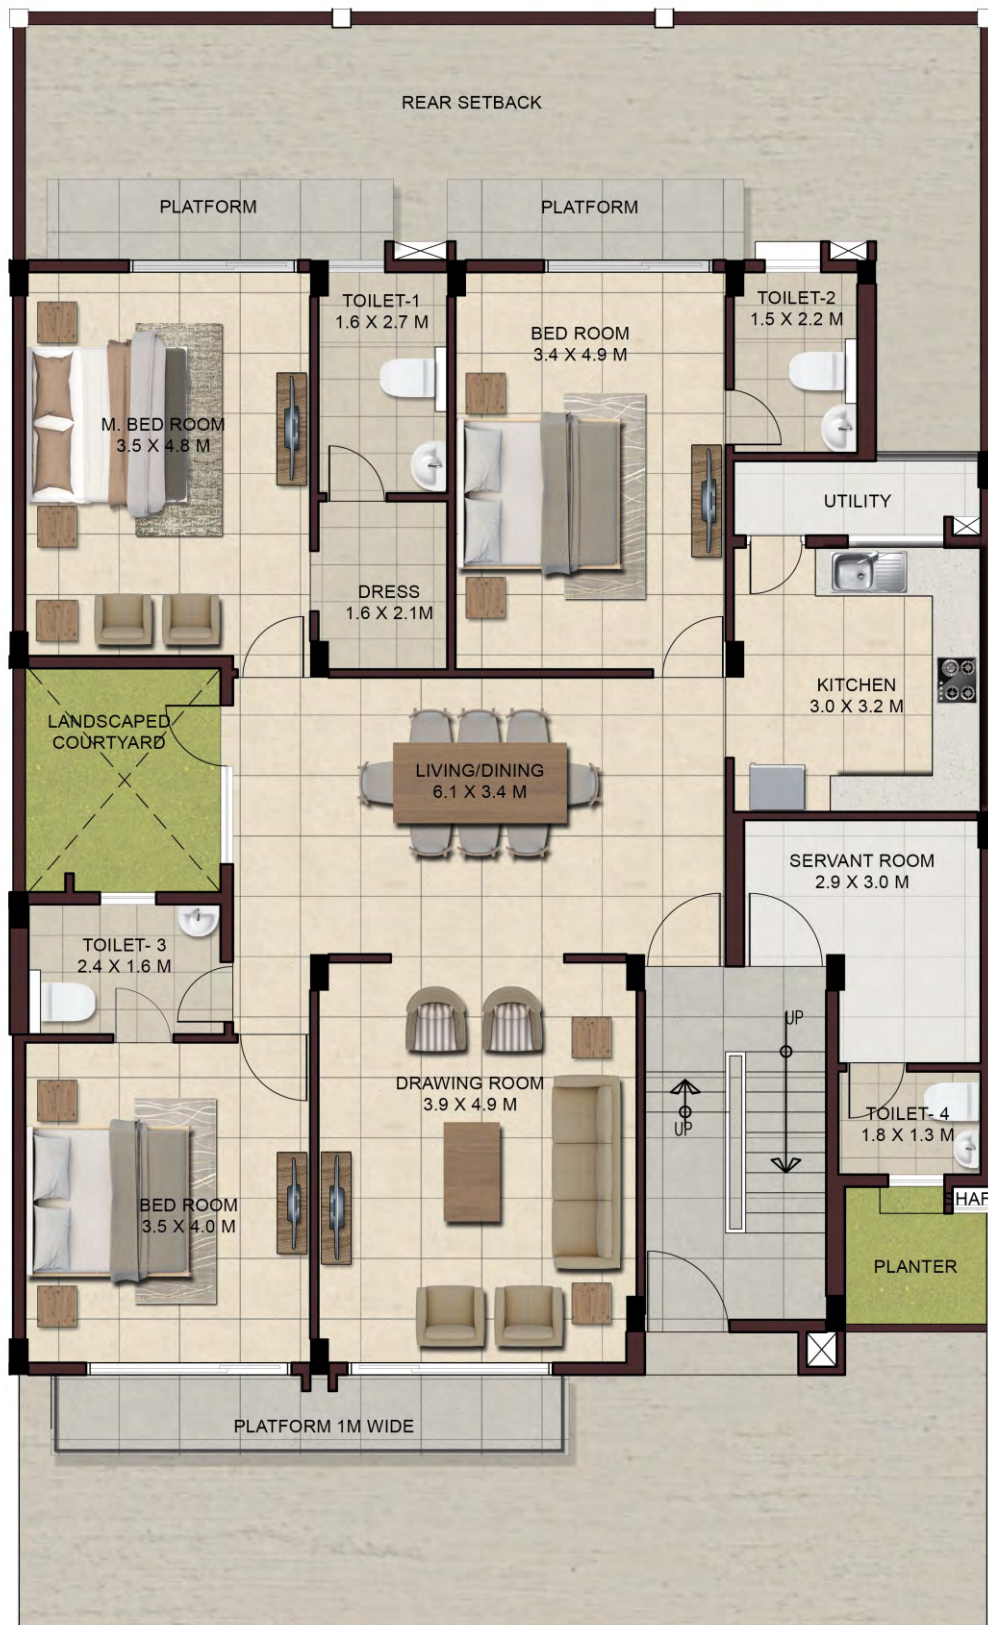 REAR SETBACK
PLATFORM
PLATFORM
TOILET-1
1.6 X 2.7 M
TOILET-2
1.5 X 2.2 M
BED ROOM
3.4 X 4.9 M
M. BED ROOM
3.5 X 4.8 M
UTILITY
DRESS
1.6 X 2.1M
KITCHEN
3.0 X 3.2 M
LANDSCAPED
COURTYARD
LIVING/DINING
6.1 X 3.4 M
SERVANT ROOM
2.9 X 3.0 M
TOILET- 3
2.4 X 1.6 M
UP
DRAWING ROOM
3.9 X 4.9 M
UP
TOILET- 4
1.8 X 1.3 M
BED ROOM
3.5 X 4.0 M
SHAF
PLANTER
PLATFORM 1M WIDE